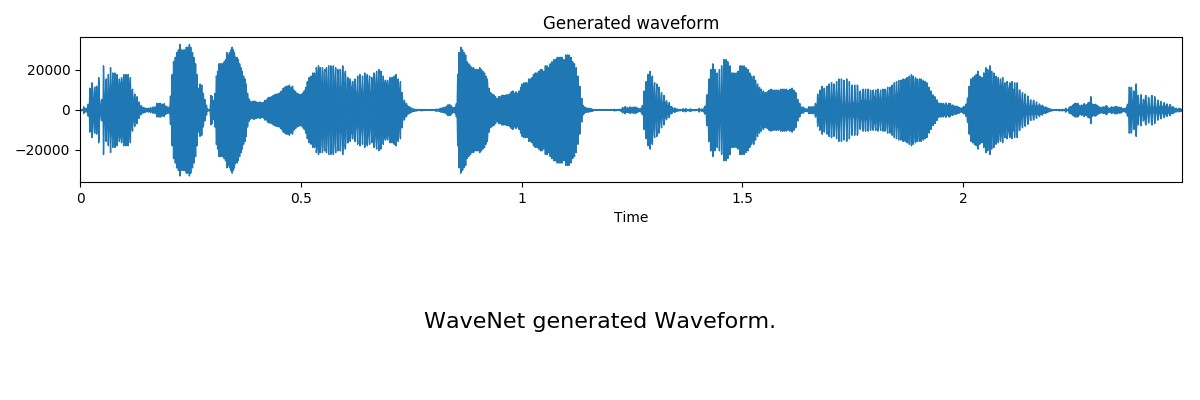 Generated waveform
20000
0
−20000
0 0.5 1 1.5 2
Time
WaveNet generated Waveform.